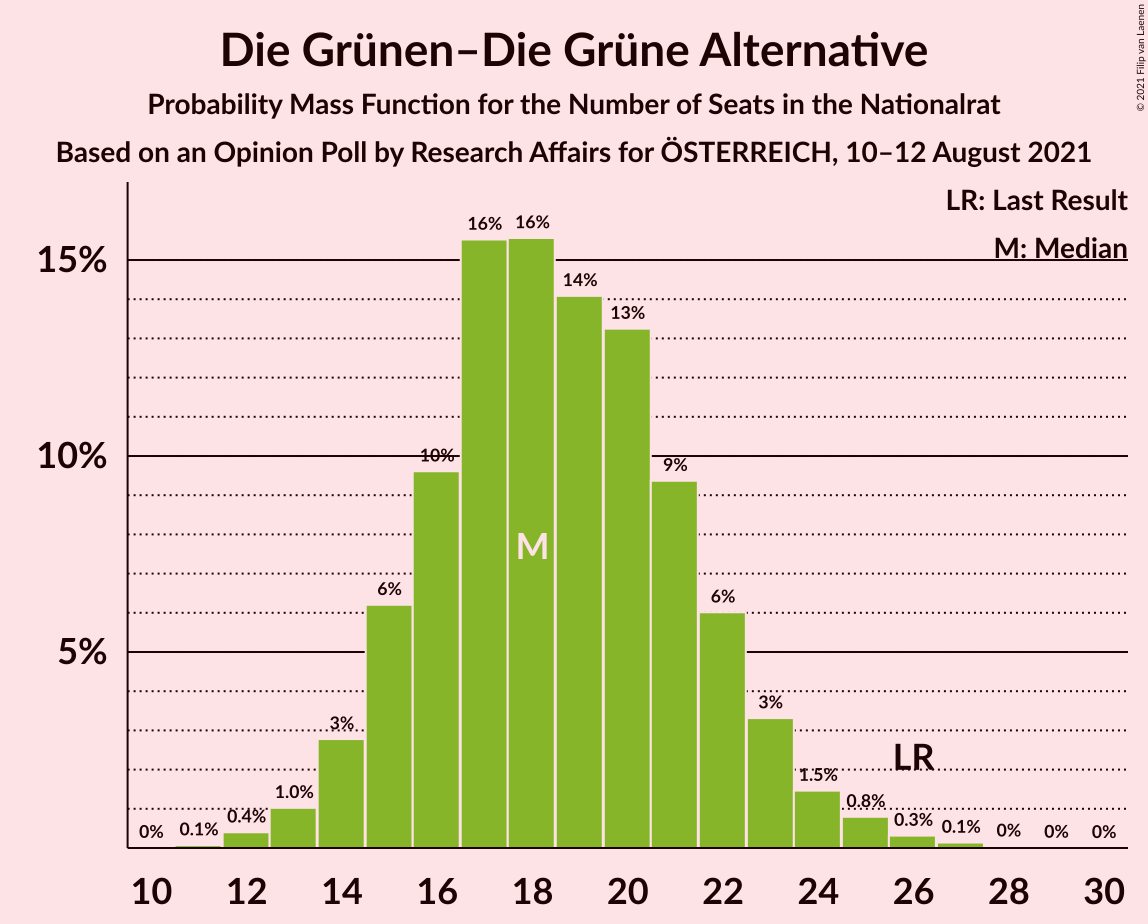 Die Grünen–Die Grüne Alternative
Probability Mass Function for the Number of Seats in the Nationalrat
Based on an Opinion Poll by Research Affairs for ÖSTERREICH, 10–12 August 2021
© 2021 Filip van Laenen
LR: Last Result
M: Median
15%
10%
5%
0%
0.1%
0.4%
1.0%
3%
6%
10%
16%
16%
14%
13%
9%
6%
3%
1.5%
0.8%
0.3%
0.1%
0%
0%
0%
M
LR
10 12 14 16 18 20 22 24 26 28 30